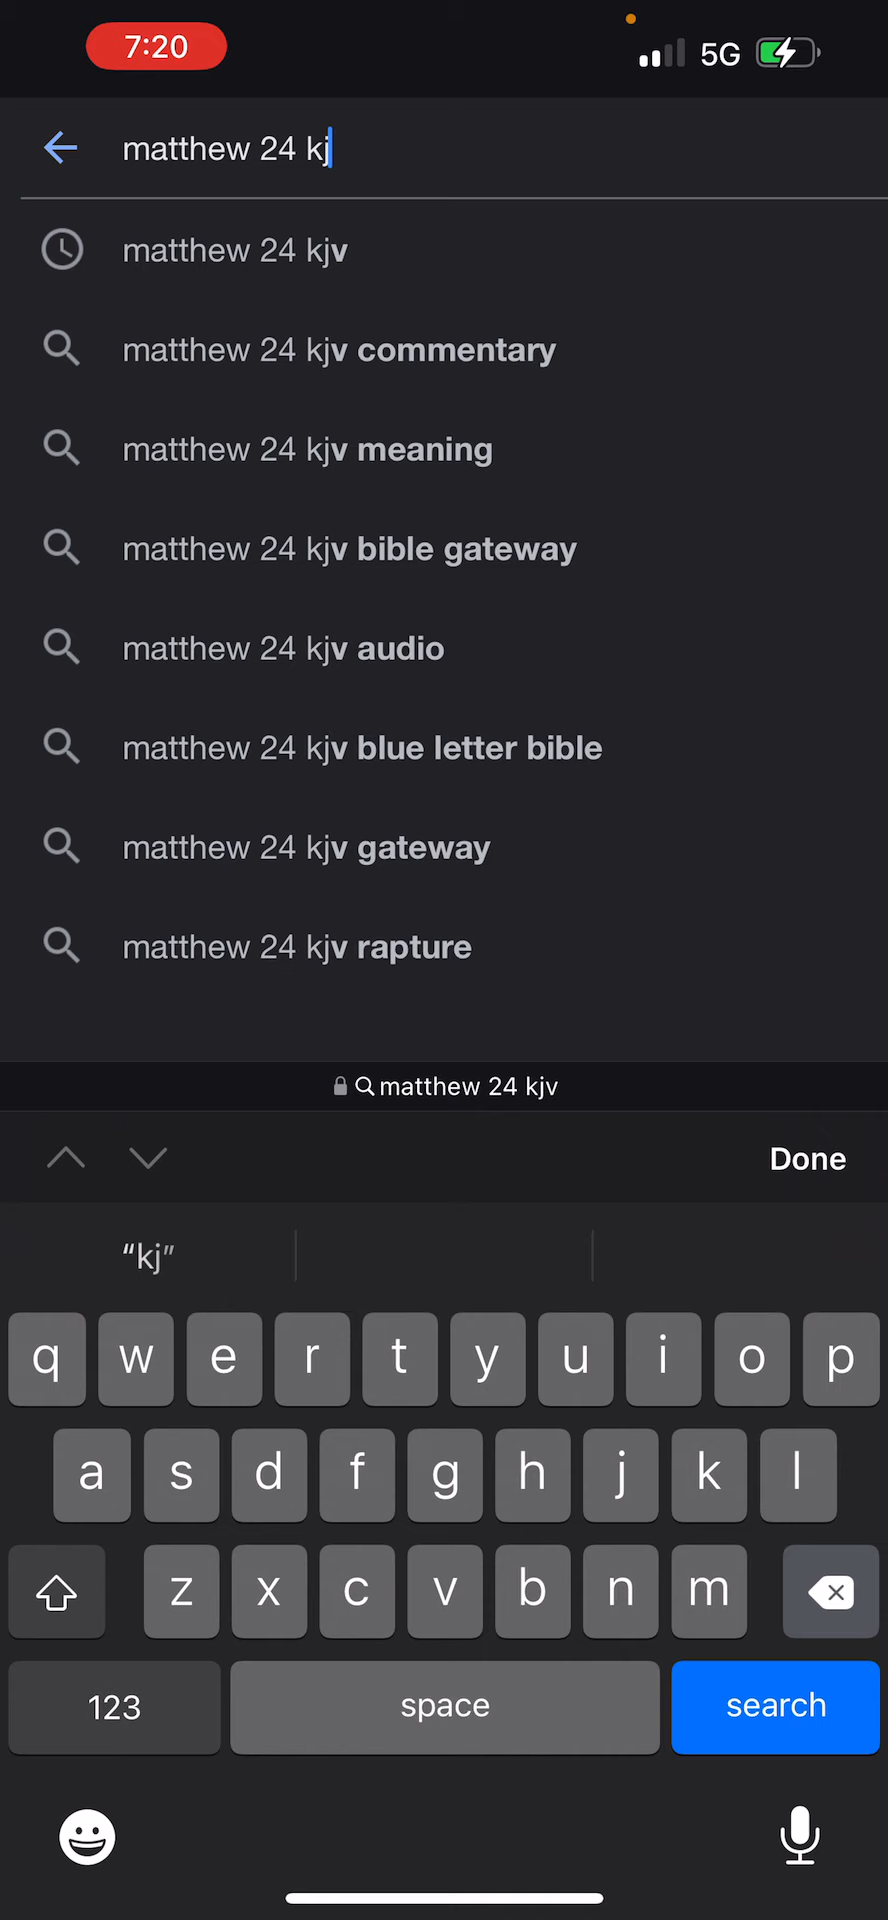 7:20
5G
matthew 24 kj
matthew 24 kjv
matthew 24 kjv commentary
matthew 24 kjv meaning
matthew 24 kjv bible gateway
matthew 24 kjv audio
matthew 24 kjv blue letter bible
matthew 24 kjv gateway
matthew 24 kjv rapture
matthew 24 kjv
Done
“kj”
q w e r t y u i o p
a s d f g h j k l
z x c v b n m
123 space search